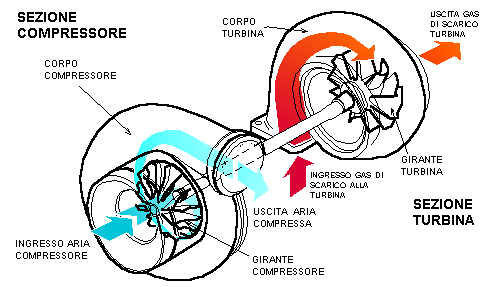 SEZIONE
COMPRESSORE
CORPO
COMPRESSORE
CORPO
TURBINA
USCITA GAS
DI SCARICO
TURBINA
GIRANTE
TURBINA
INGRESSO GAS DI
SCARICO ALLA
TURBINA
SEZIONE
TURBINA
USCITA ARIA
COMPRESSA
INGRESSO ARIA
COMPRESSORE
GIRANTE
COMPRESSORE